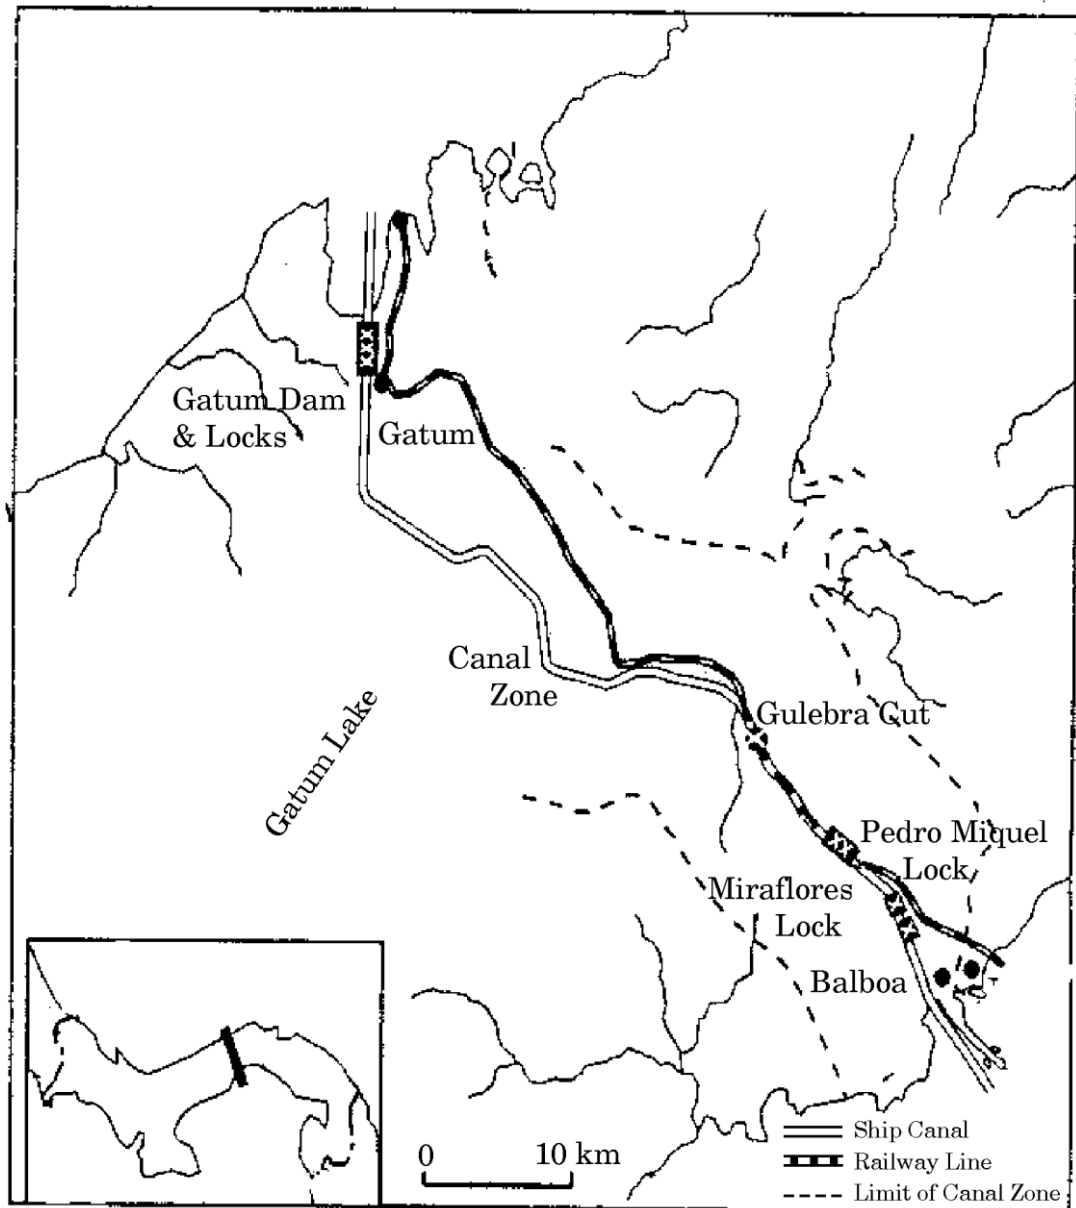 Gatum Dam
& Locks
Gatum
Canal
Zone
Gatum Lake
Gulebra Cut
Pedro Miquel
Lock
Miraflores
Lock
Balboa
0 10 km
Ship Canal
Railway Line
Limit of Canal Zone